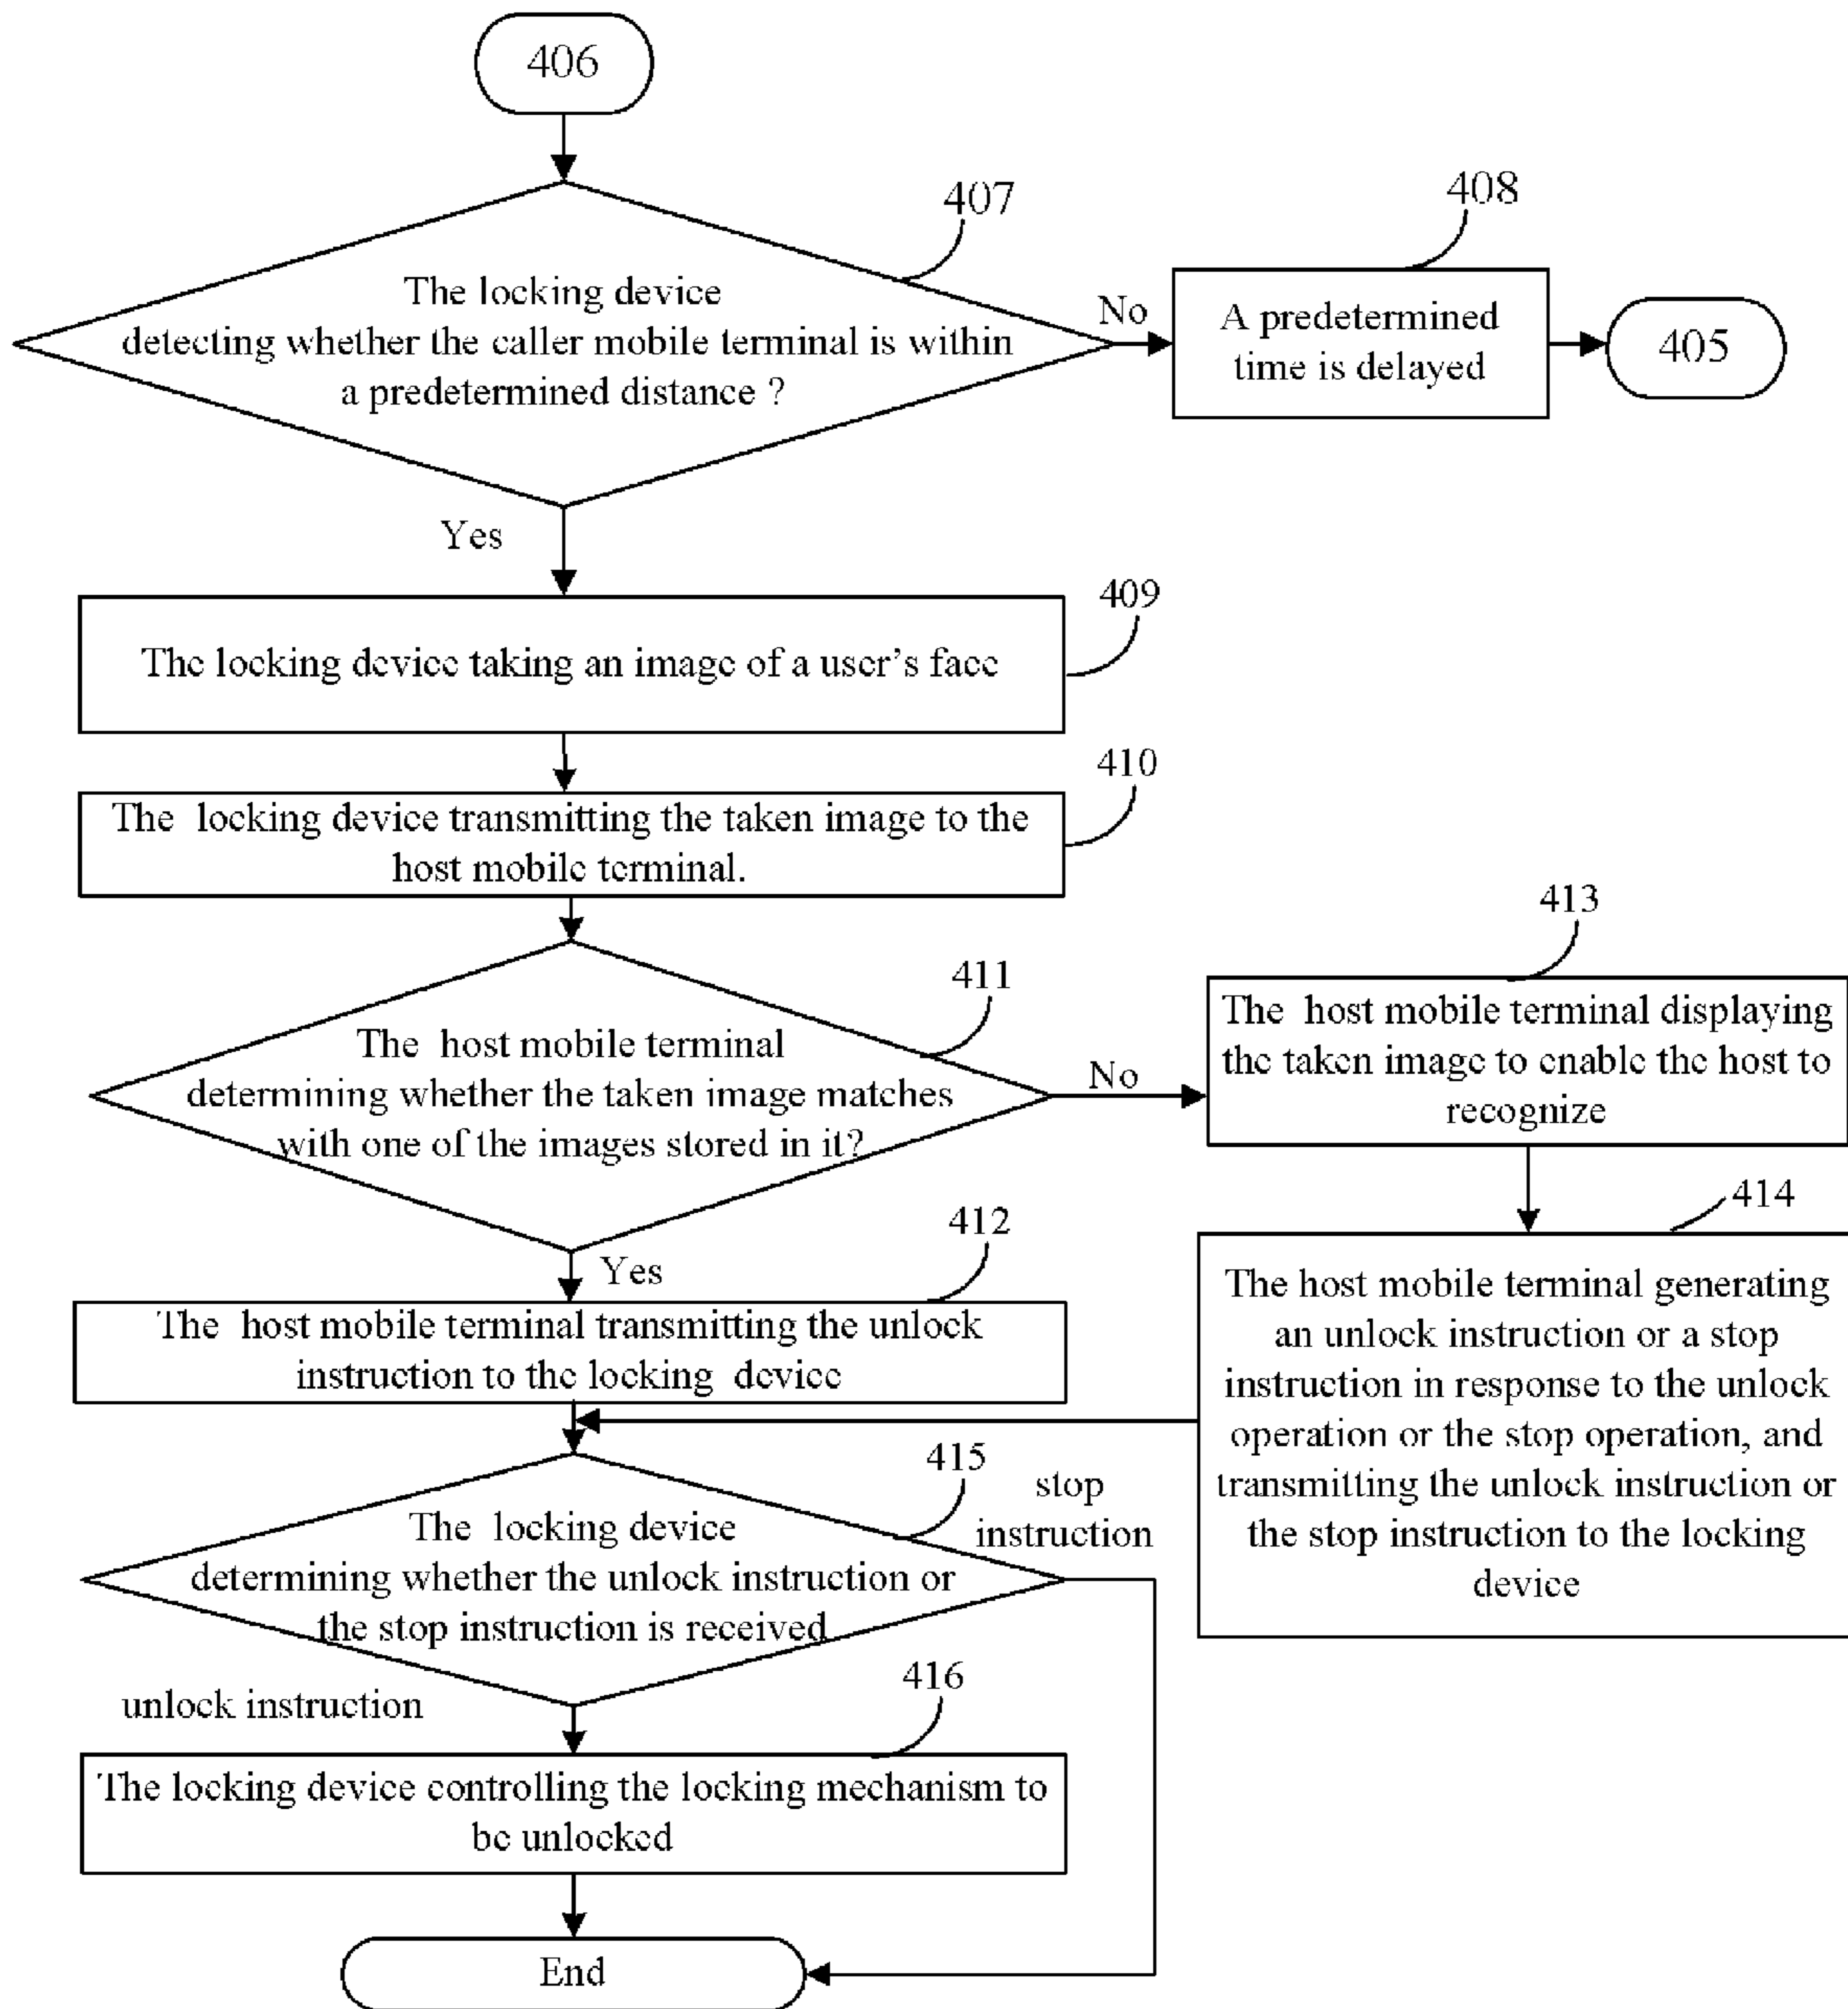 406
407
The locking device
detecting whether the caller mobile terminal is within
a predetermined distance ?
No
408
A predetermined
time is delayed
405
Yes
409
The locking device taking an image of a user's face
410
The locking device transmitting the taken image to the
host mobile terminal.
411
The host mobile terminal
determining whether the taken image matches
with one of the images stored in it?
No
413
The host mobile terminal displaying
the taken image to enable the host to
recognize
Yes
412
The host mobile terminal transmitting the unlock
instruction to the locking device
414
The host mobile terminal generating
an unlock instruction or a stop
instruction in response to the unlock
operation or the stop operation, and
transmitting the unlock instruction or
the stop instruction to the locking
device
415
The locking device
determining whether the unlock instruction or
the stop instruction is received
stop
instruction
unlock instruction
416
The locking device controlling the locking mechanism to
be unlocked
End